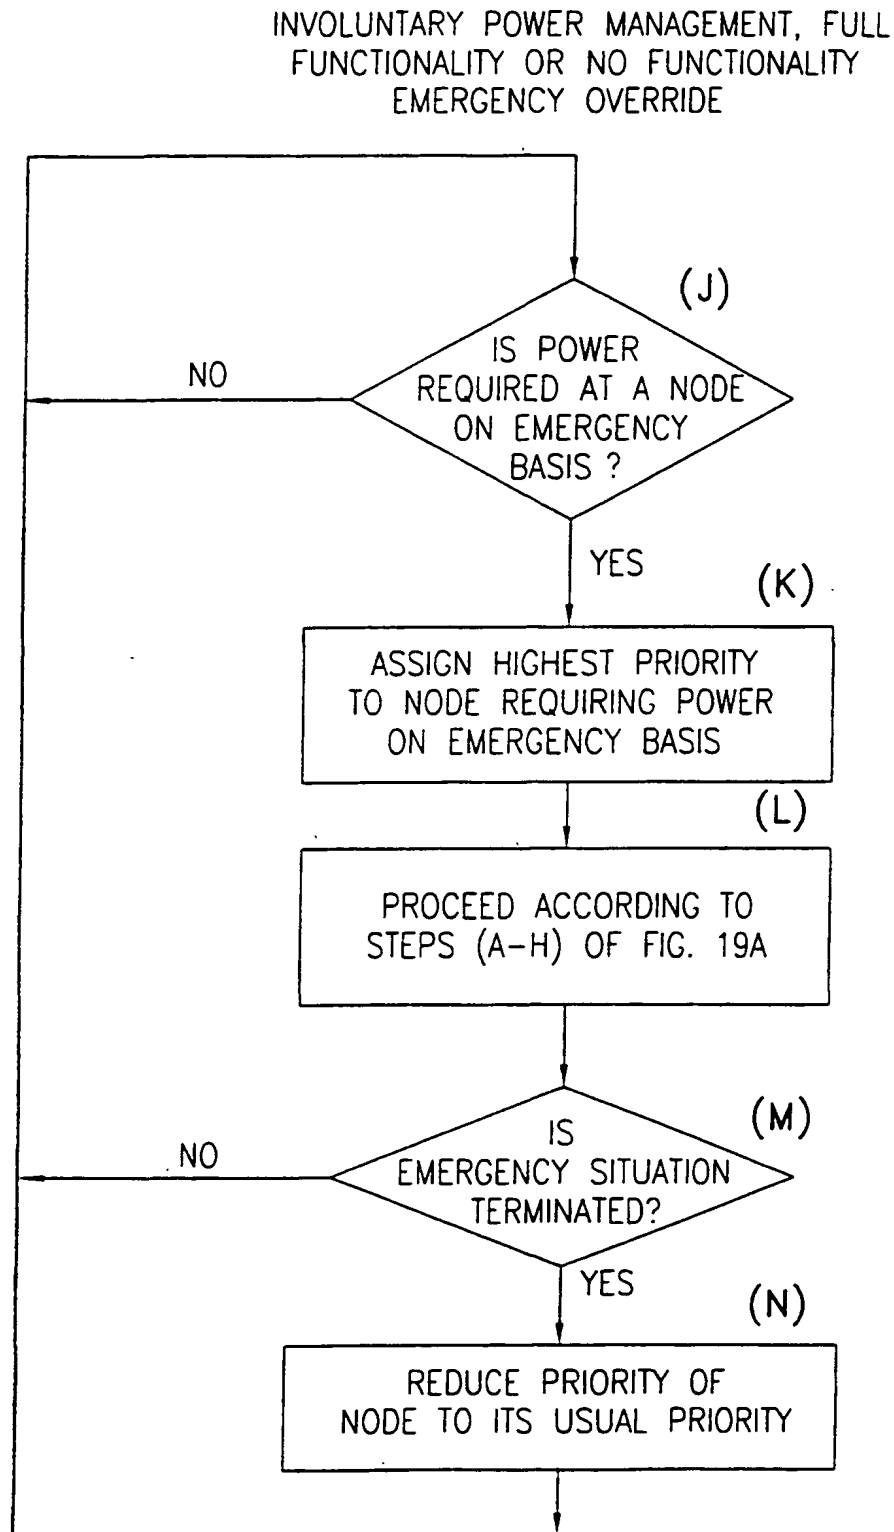 INVOLUNTARY POWER MANAGEMENT, FULL
FUNCTIONALITY OR NO FUNCTIONALITY
EMERGENCY OVERRIDE
(J)
IS POWER
REQUIRED AT A NODE
ON EMERGENCY
BASIS ?
NO
YES
(K)
ASSIGN HIGHEST PRIORITY
TO NODE REQUIRING POWER
ON EMERGENCY BASIS
(L)
PROCEED ACCORDING TO
STEPS (A-H) OF FIG. 19A
(M)
IS
EMERGENCY SITUATION
TERMINATED?
NO
YES
(N)
REDUCE PRIORITY OF
NODE TO ITS USUAL PRIORITY